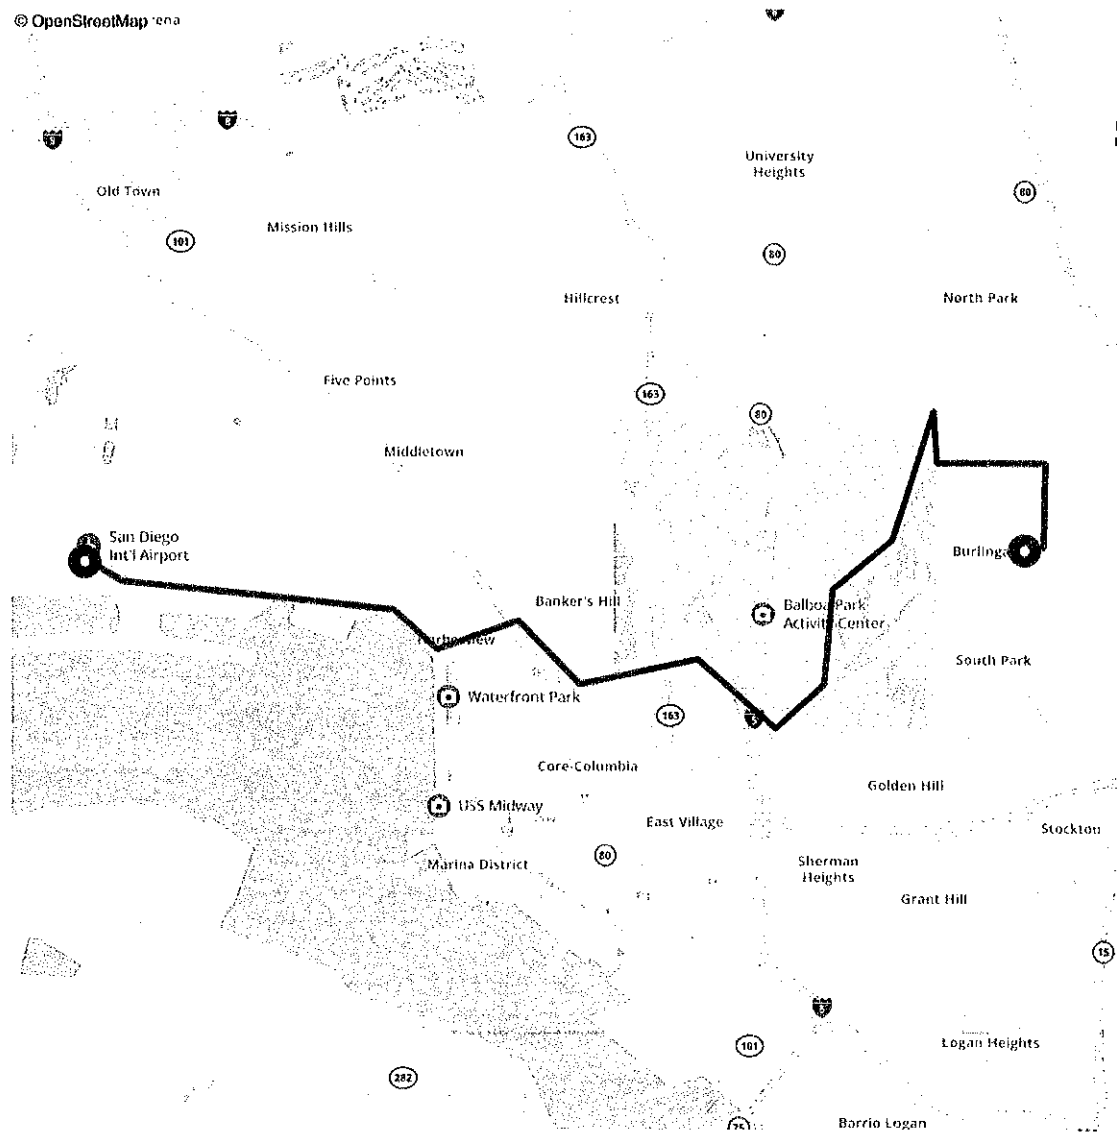 © OpenStreetMap
ena
5
8
163
University
Heights
80
Old Town
101
Mission Hills
80
Hillcrest
North Park
Five Points
163
80
Middletown
San Diego
Int'l Airport
Burlinga
Banker's Hill
Balboa Park
Activity Center
South Park
Waterfront Park
163
Core-Columbia
Golden Hill
USS Midway
East Village
Stockton
80
Marina District
Sherman
Heights
Grant Hill
15
5
101
Logan Heights
282
Barrio Logan
75